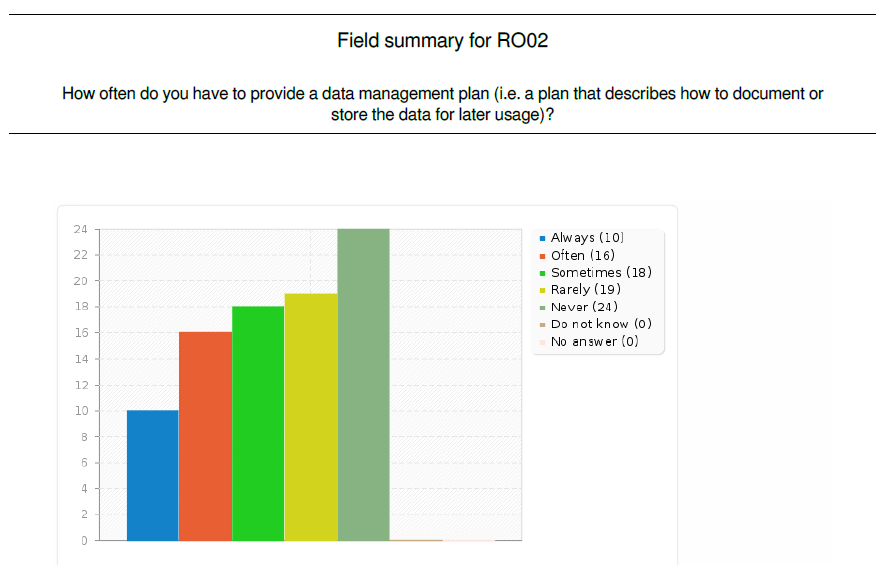 Field summary for RO02
How often do you have to provide a data management plan (i.e. a plan that describes how to document or
store the data for later usage)?
24
22
20
18
16
14
12
10
8
6
4
2
0
Always (10)
Often (16)
Sometimes (18)
Rarely (19)
Never (24)
Do not know (0)
No answer (0)